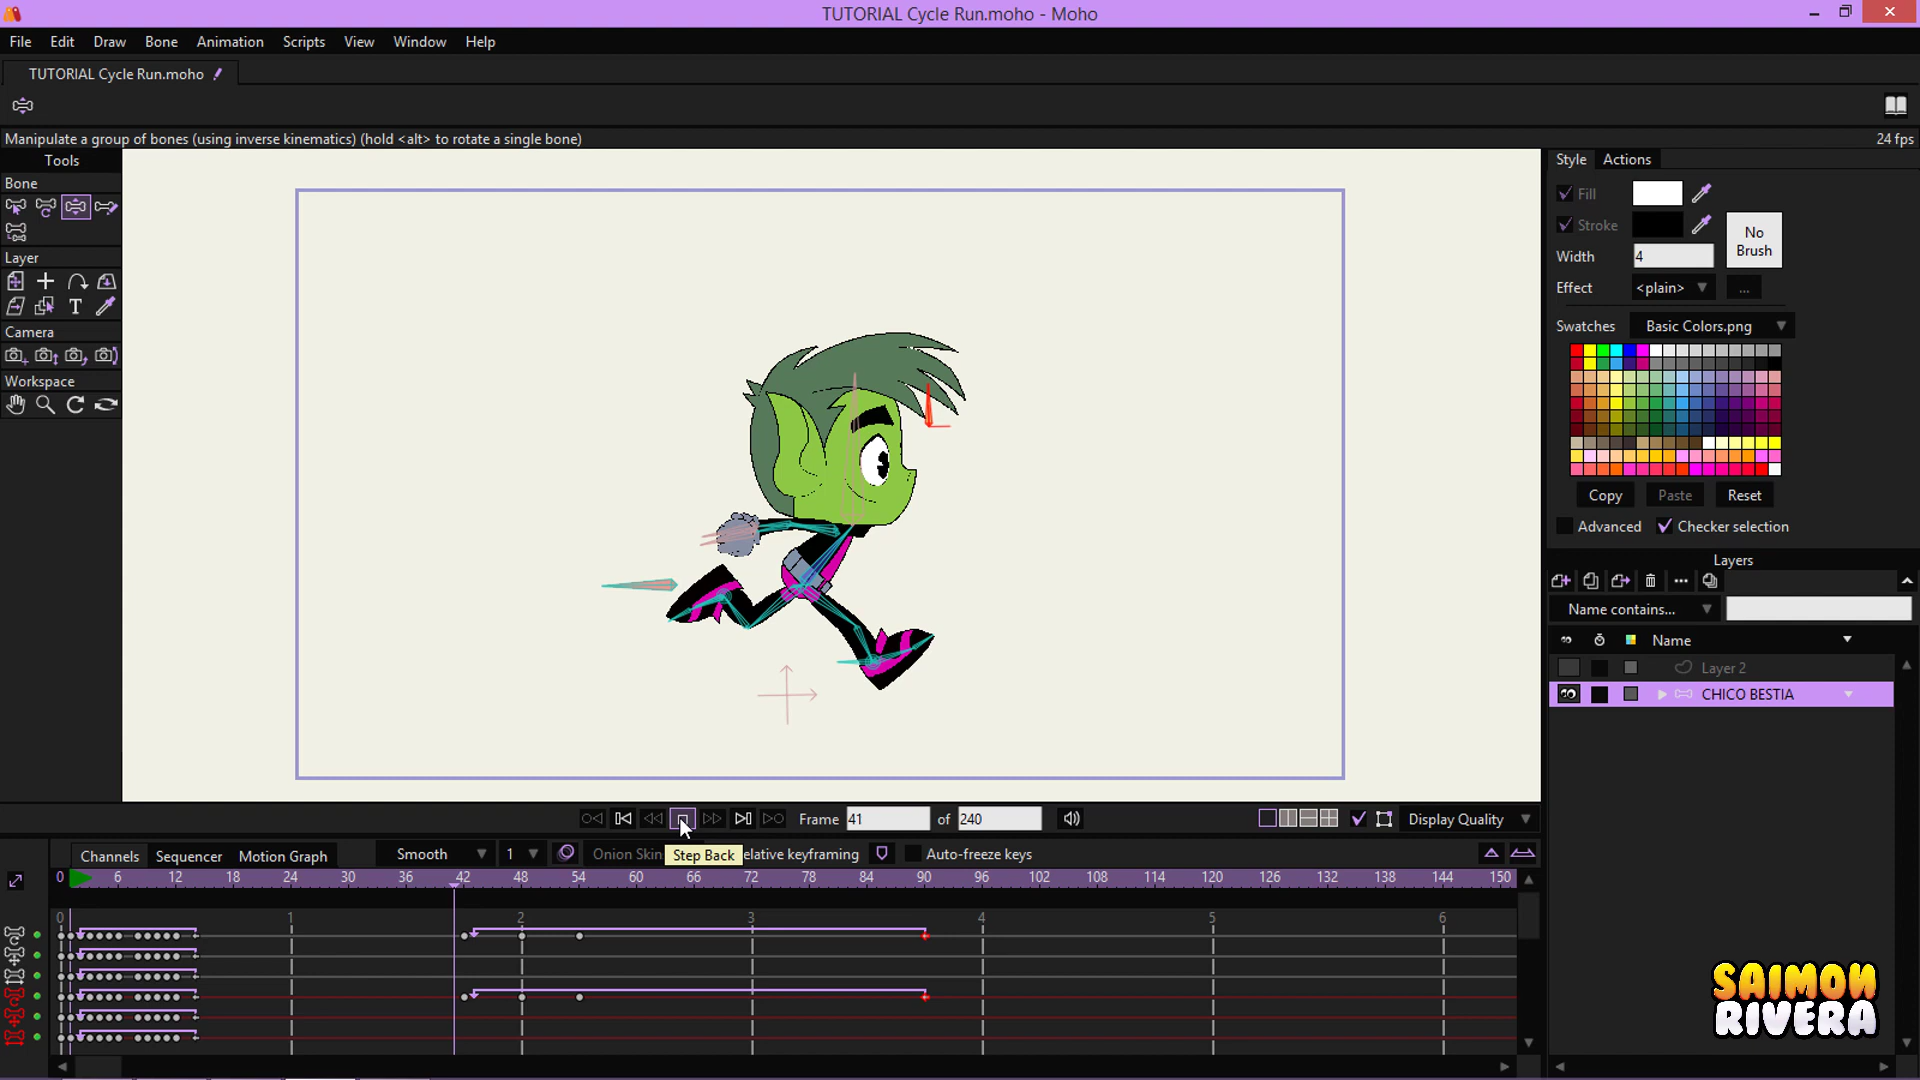 TUTORIAL Cycle Run.moho - Moho
File Edit Draw Bone Animation Scripts View Window Help
TUTORIAL Cycle Run.moho
Manipulate a group of bones (using inverse kinematics) (hold <alt> to rotate a single bone)
24 fps
Tools
Bone
Layer
T
Camera
Workspace
Style Actions
Fill
Stroke
No Brush
Width 4
Effect <plain> ...
Swatches Basic Colors.png
Copy Paste Reset
Advanced Checker selection
Layers
Name contains...
Name
Layer 2
CHICO BESTIA
Frame 41 of 240
Display Quality
Channels Sequencer Motion Graph Smooth 1 Onion Skin Step Back elative keyframing Auto-freeze keys
0 6 12 18 24 30 36 42 48 54 60 66 72 78 84 90 96 102 108 114 120 126 132 138 144 150
0 1 2 3 4 5 6
SAIMON
RIVERA